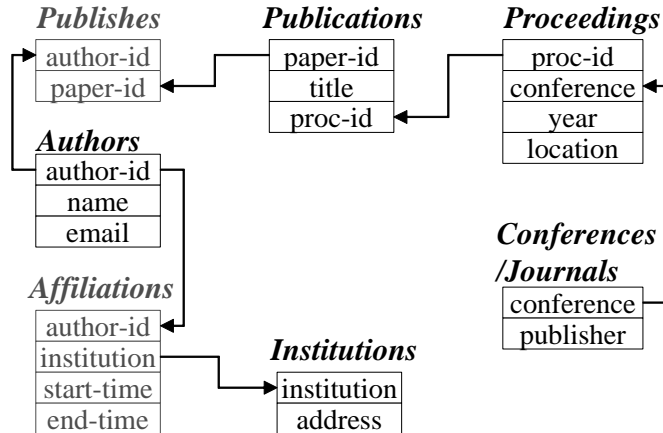 Publishes
author-id
paper-id
Publications
paper-id
title
proc-id
Proceedings
proc-id
conference
year
location
Authors
author-id
name
email
Conferences
/Journals
conference
publisher
Affiliations
author-id
institution
start-time
end-time
Institutions
institution
address